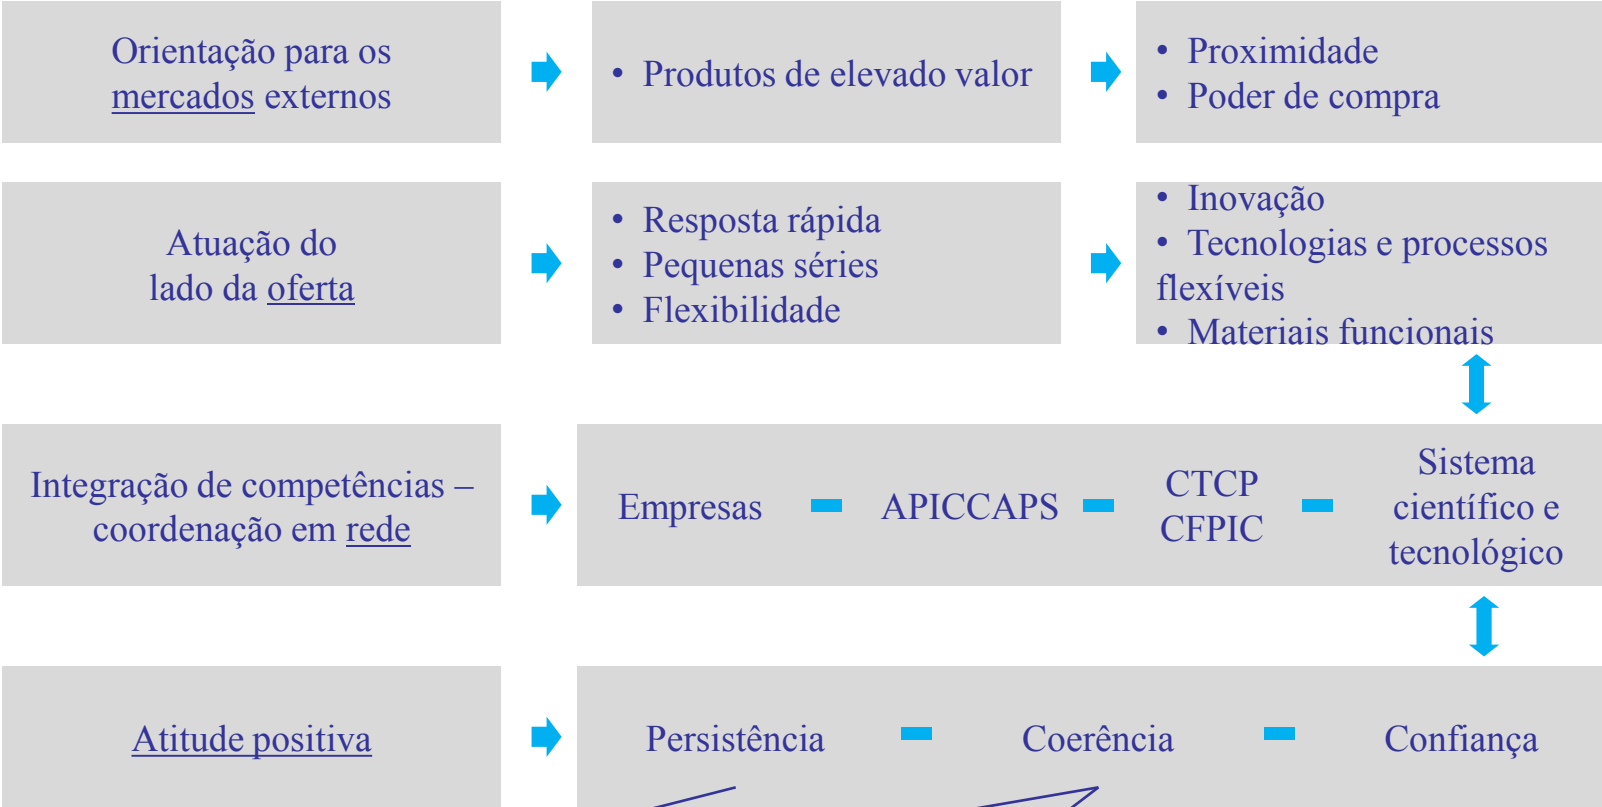 Orientação para os
mercados externos
• Produtos de elevado valor
• Proximidade
• Poder de compra
Atuação do
lado da oferta
• Resposta rápida
• Pequenas séries
• Flexibilidade
• Inovação
• Tecnologias e processos
flexíveis
• Materiais funcionais
Integração de competências –
coordenação em rede
Empresas
APICCAPS
CTCP
CFPIC
Sistema
científico e
tecnológico
Atitude positiva
Persistência
Coerência
Confiança